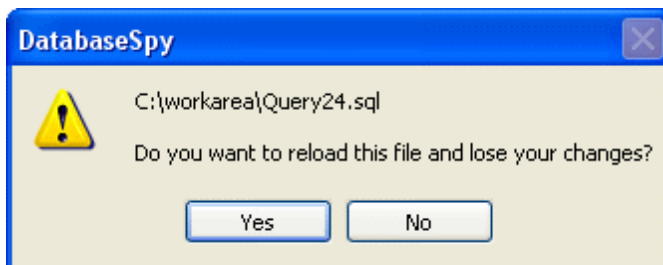 DatabaseSpy
C:\workarea\Query24.sql
Do you want to reload this file and lose your changes?
Yes
No